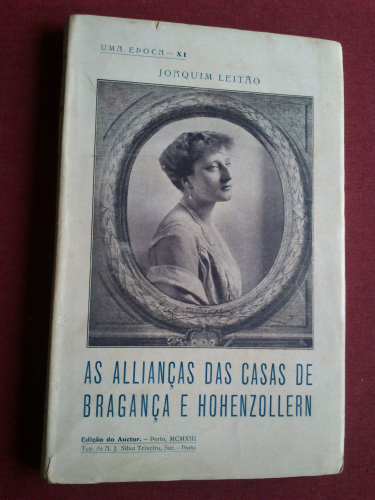 UMA EPOCA — XI
JOAQUIM LEITÃO
AS ALLIANÇAS DAS CASAS DE
BRAGANÇA E HOHENZOLLERN
Edição do Auctor. — Porto, MCMXIII
Typ. de A. J. Silva Teixeira, Suc. — Porto